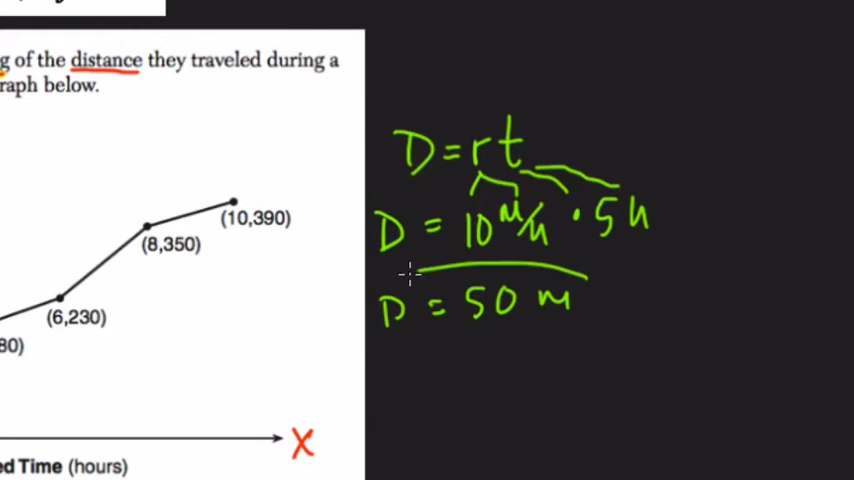 g of the distance they traveled during a
raph below.
D = rt
D = 10 M/h · 5h
D = 50 m
(10,390)
(8,350)
(6,230)
80)
X
ed Time (hours)